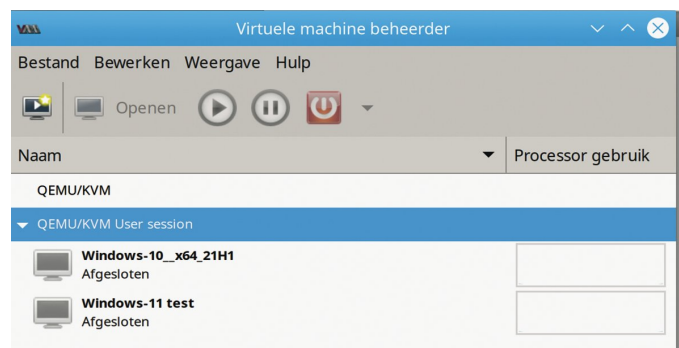 Virtuele machine beheerder
Bestand Bewerken Weergave Hulp
Openen
Naam Processor gebruik
QEMU/KVM
QEMU/KVM User session
Windows-10__x64_21H1
Afgesloten
Windows-11 test
Afgesloten